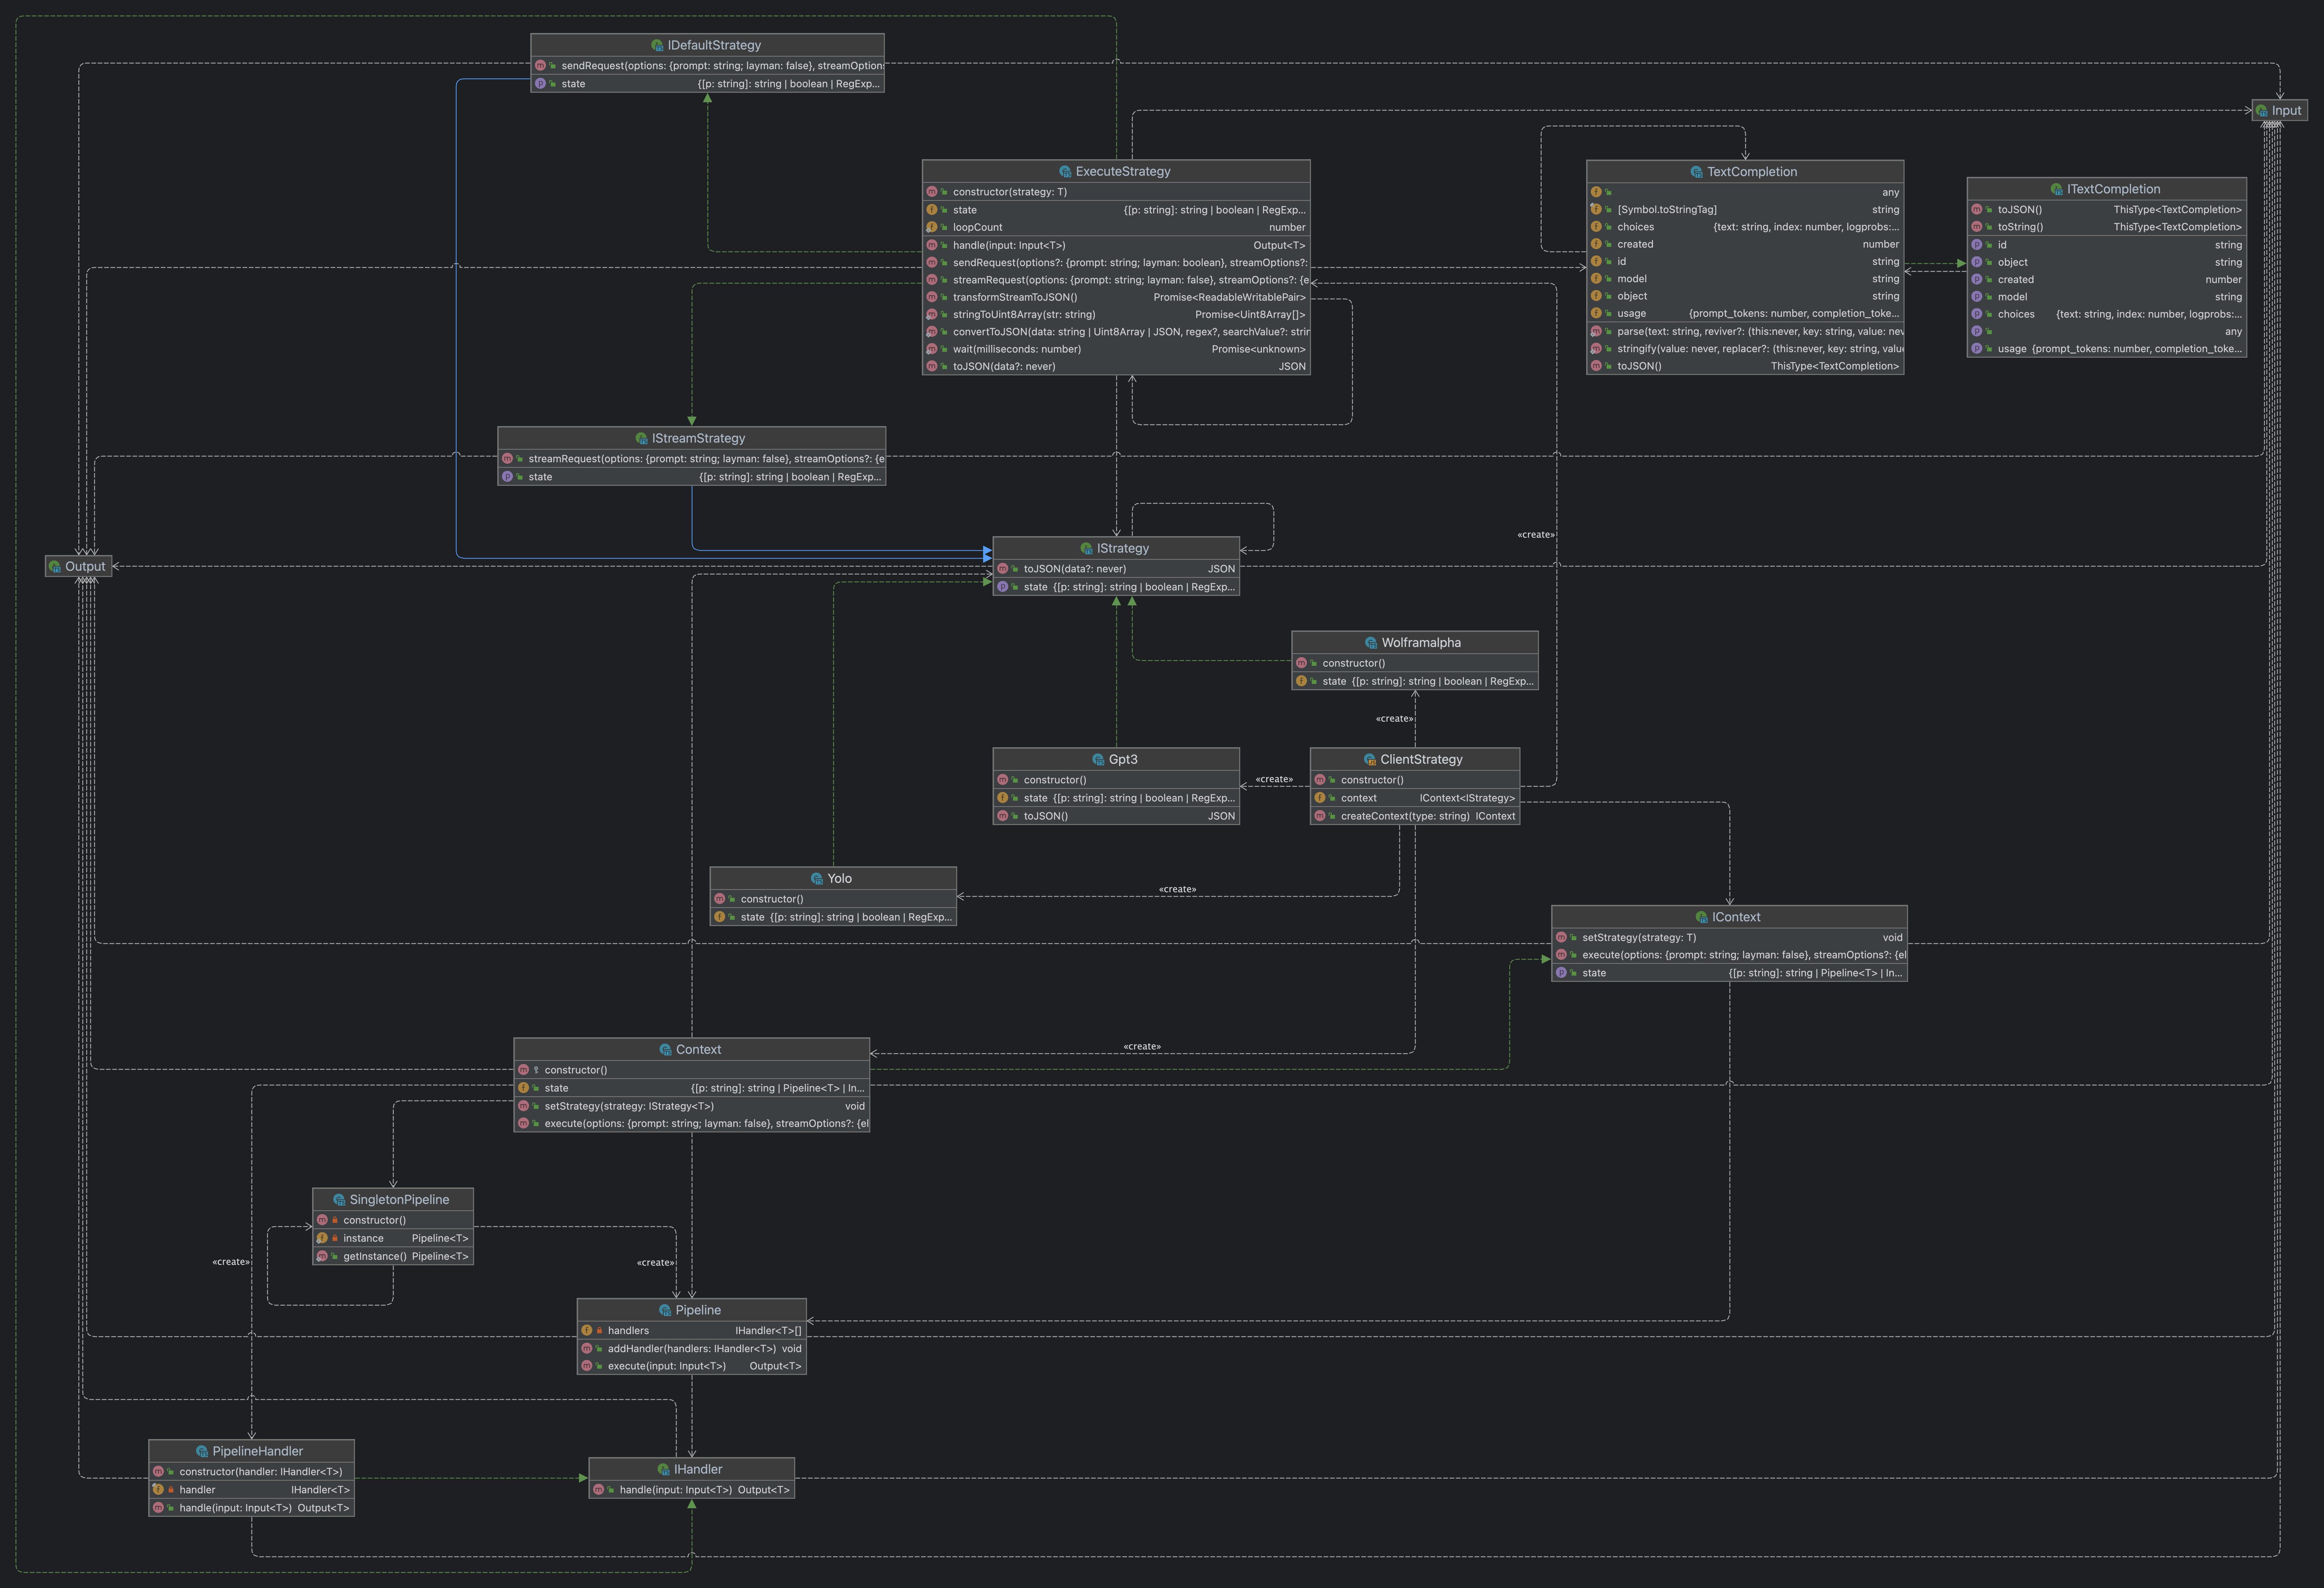 IDefaultStrategy
sendRequest(options: {prompt: string; layman: false}, streamOption
state {[p: string]: string | boolean | RegExp...
Input
ExecuteStrategy
constructor(strategy: T)
state {[p: string]: string | boolean | RegExp...
loopCount number
handle(input: Input<T>) Output<T>
sendRequest(options?: {prompt: string; layman: boolean}, streamOptions?:
streamRequest(options: {prompt: string; layman: false}, streamOptions?: {e
transformStreamToJSON() Promise<ReadableWritablePair>
stringToUint8Array(str: string) Promise<Uint8Array[]>
convertToJSON(data: string | Uint8Array | JSON, regex?, searchValue?: strin
wait(milliseconds: number) Promise<unknown>
toJSON(data?: never) JSON
TextCompletion
any
[Symbol.toStringTag] string
choices {text: string, index: number, logprobs:...
created number
id string
model string
object string
usage {prompt_tokens: number, completion_toke...
parse(text: string, reviver?: (this:never, key: string, value: nev
stringify(value: never, replacer?: (this:never, key: string, valu
toJSON() ThisType<TextCompletion>
ITextCompletion
toJSON() ThisType<TextCompletion>
toString() ThisType<TextCompletion>
id string
object string
created number
model string
choices {text: string, index: number, logprobs:...
any
usage {prompt_tokens: number, completion_toke...
IStreamStrategy
streamRequest(options: {prompt: string; layman: false}, streamOptions?: {e
state {[p: string]: string | boolean | RegExp...
«create»
Output
IStrategy
toJSON(data?: never) JSON
state {[p: string]: string | boolean | RegExp...
Wolframalpha
constructor()
state {[p: string]: string | boolean | RegExp...
«create»
Gpt3
constructor()
state {[p: string]: string | boolean | RegExp...
toJSON() JSON
«create»
ClientStrategy
constructor()
context IContext<IStrategy>
createContext(type: string) IContext
Yolo
constructor()
state {[p: string]: string | boolean | RegExp...
«create»
IContext
setStrategy(strategy: T) void
execute(options: {prompt: string; layman: false}, streamOptions?: {el
state {[p: string]: string | Pipeline<T> | In...
Context
constructor()
state {[p: string]: string | Pipeline<T> | In...
setStrategy(strategy: IStrategy<T>) void
execute(options: {prompt: string; layman: false}, streamOptions?: {el
«create»
SingletonPipeline
constructor()
instance Pipeline<T>
getInstance() Pipeline<T>
«create»
«create»
Pipeline
handlers IHandler<T>[]
addHandler(handlers: IHandler<T>) void
execute(input: Input<T>) Output<T>
PipelineHandler
constructor(handler: IHandler<T>)
handler IHandler<T>
handle(input: Input<T>) Output<T>
IHandler
handle(input: Input<T>) Output<T>